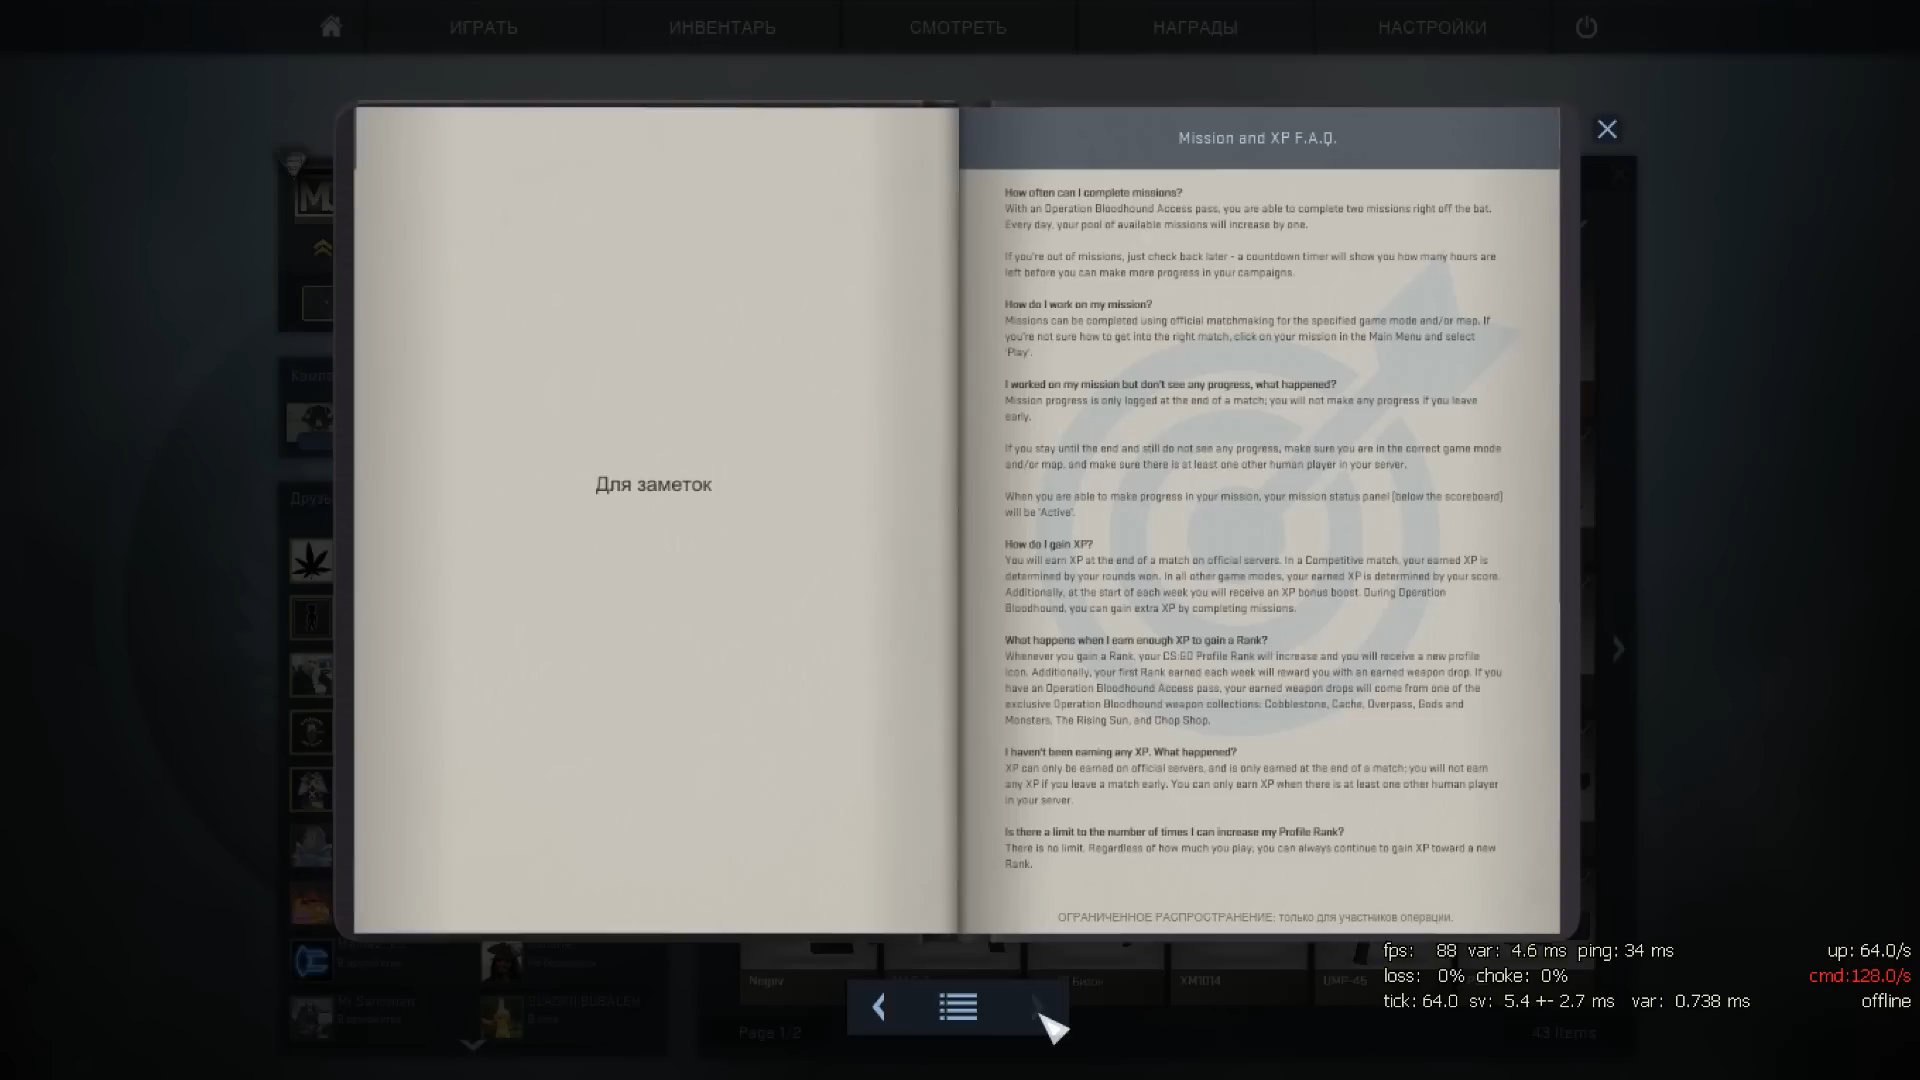 ИГРАТЬ
ИНВЕНТАРЬ
СМОТРЕТЬ
НАГРАДЫ
НАСТРОЙКИ
Для заметок
Mission and XP F.A.Q.
How often can I complete missions?
With an Operation Bloodhound Access pass, you are able to complete two missions right off the bat.
Every day, your pool of available missions will increase by one.
If you're out of missions, just check back later - a countdown timer will show you how many hours are
left before you can make more progress in your campaigns.
How do I work on my mission?
Missions can be completed using official matchmaking for the specified game mode and/or map. If
you're not sure how to get into the right match, click on your mission in the Main Menu and select
'Play'.
I worked on my mission but don't see any progress, what happened?
Mission progress is only logged at the end of a match; you will not make any progress if you leave
early.
If you stay until the end and still do not see any progress, make sure you are in the correct game mode
and/or map, and make sure there is at least one other human player in your server.
When you are able to make progress in your mission, your mission status panel (below the scoreboard)
will be 'Active'.
How do I gain XP?
You will earn XP at the end of a match on official servers. In a Competitive match, your earned XP is
determined by your rounds won. In all other game modes, your earned XP is determined by your score.
Additionally, at the start of each week you will receive an XP bonus boost. During Operation
Bloodhound, you can gain extra XP by completing missions.
What happens when I earn enough XP to gain a Rank?
Whenever you gain a Rank, your CS:GO Profile Rank will increase and you will receive a new profile
icon. Additionally, your first Rank earned each week will reward you with an earned weapon drop. If you
have an Operation Bloodhound Access pass, your earned weapon drops will come from one of the
exclusive Operation Bloodhound weapon collections: Cobblestone, Cache, Overpass, Gods and
Monsters, The Rising Sun, and Chop Shop.
I haven't been earning any XP. What happened?
XP can only be earned on official servers, and is only earned at the end of a match; you will not earn
any XP if you leave a match early. You can only earn XP when there is at least one other human player
in your server.
Is there a limit to the number of times I can increase my Profile Rank?
There is no limit. Regardless of how much you play, you can always continue to gain XP toward a new
Rank.
ОГРАНИЧЕННОЕ РАСПРОСТРАНЕНИЕ: только для участников операции.
Negev
XM1014
UMP-45
Page 1/2
43 Items
fps: 88 var: 4.6 ms ping: 34 ms up: 64.0/s
loss: 0% choke: 0% cmd:128.0/s
tick: 64.0 sv: 5.4 +- 2.7 ms var: 0.738 ms offline